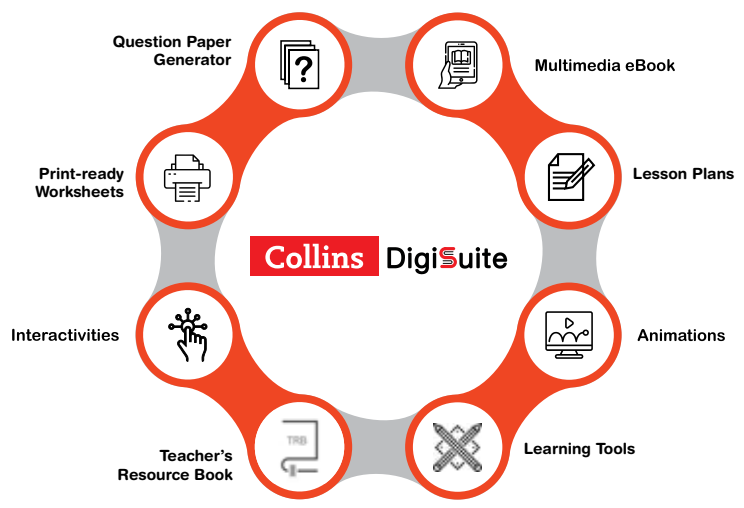 Question Paper
Generator
Multimedia eBook
Print-ready
Worksheets
Lesson Plans
Collins DigiSuite
Interactivities
Animations
TRB
Teacher's
Resource Book
Learning Tools